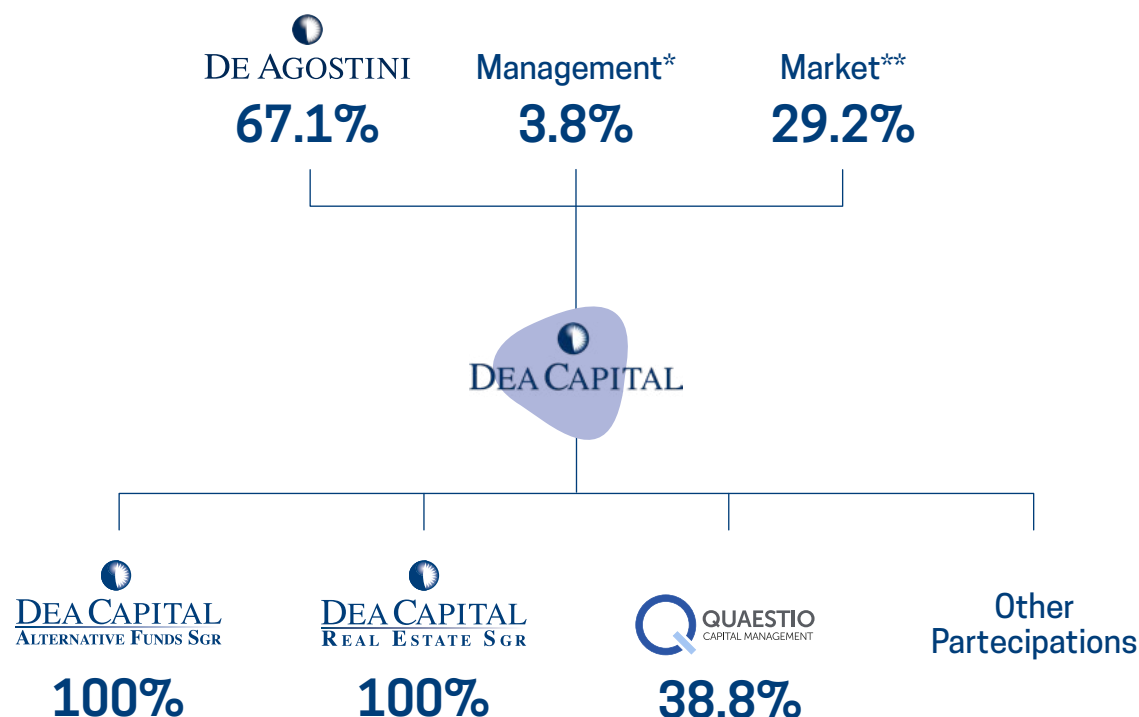 DE AGOSTINI
67.1%
Management*
3.8%
Market**
29.2%
DEA CAPITAL
DEA CAPITAL
ALTERNATIVE FUNDS SGR
100%
DEA CAPITAL
REAL ESTATE SGR
100%
QUAESTIO
CAPITAL MANAGEMENT
38.8%
Other
Partecipations